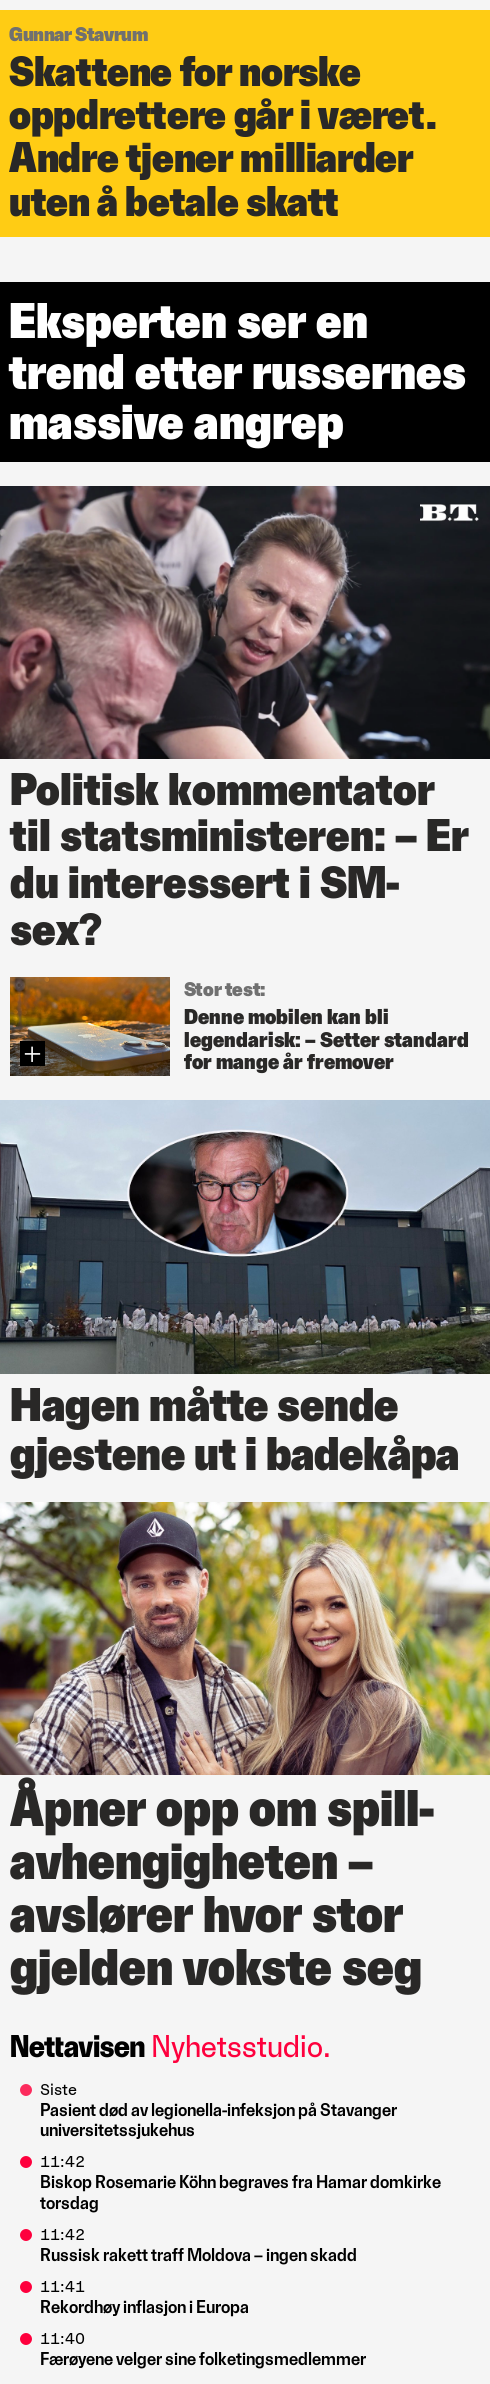 Gunnar Stavrum
Skattene for norske
oppdrettere går i været.
Andre tjener milliarder
uten å betale skatt
Eksperten ser en
trend etter russernes
massive angrep
B.T.
Politisk kommentator
til statsministeren: – Er
du interessert i SM-
sex?
Stor test:
Denne mobilen kan bli
legendarisk: – Setter standard
for mange år fremover
Hagen måtte sende
gjestene ut i badekåpa
Åpner opp om spill-
avhengigheten –
avslører hvor stor
gjelden vokste seg
Nettavisen Nyhetsstudio.
Siste
Pasient død av legionella-infeksjon på Stavanger
universitetssjukehus
11:42
Biskop Rosemarie Köhn begraves fra Hamar domkirke
torsdag
11:42
Russisk rakett traff Moldova – ingen skadd
11:41
Rekordhøy inflasjon i Europa
11:40
Færøyene velger sine folketingsmedlemmer